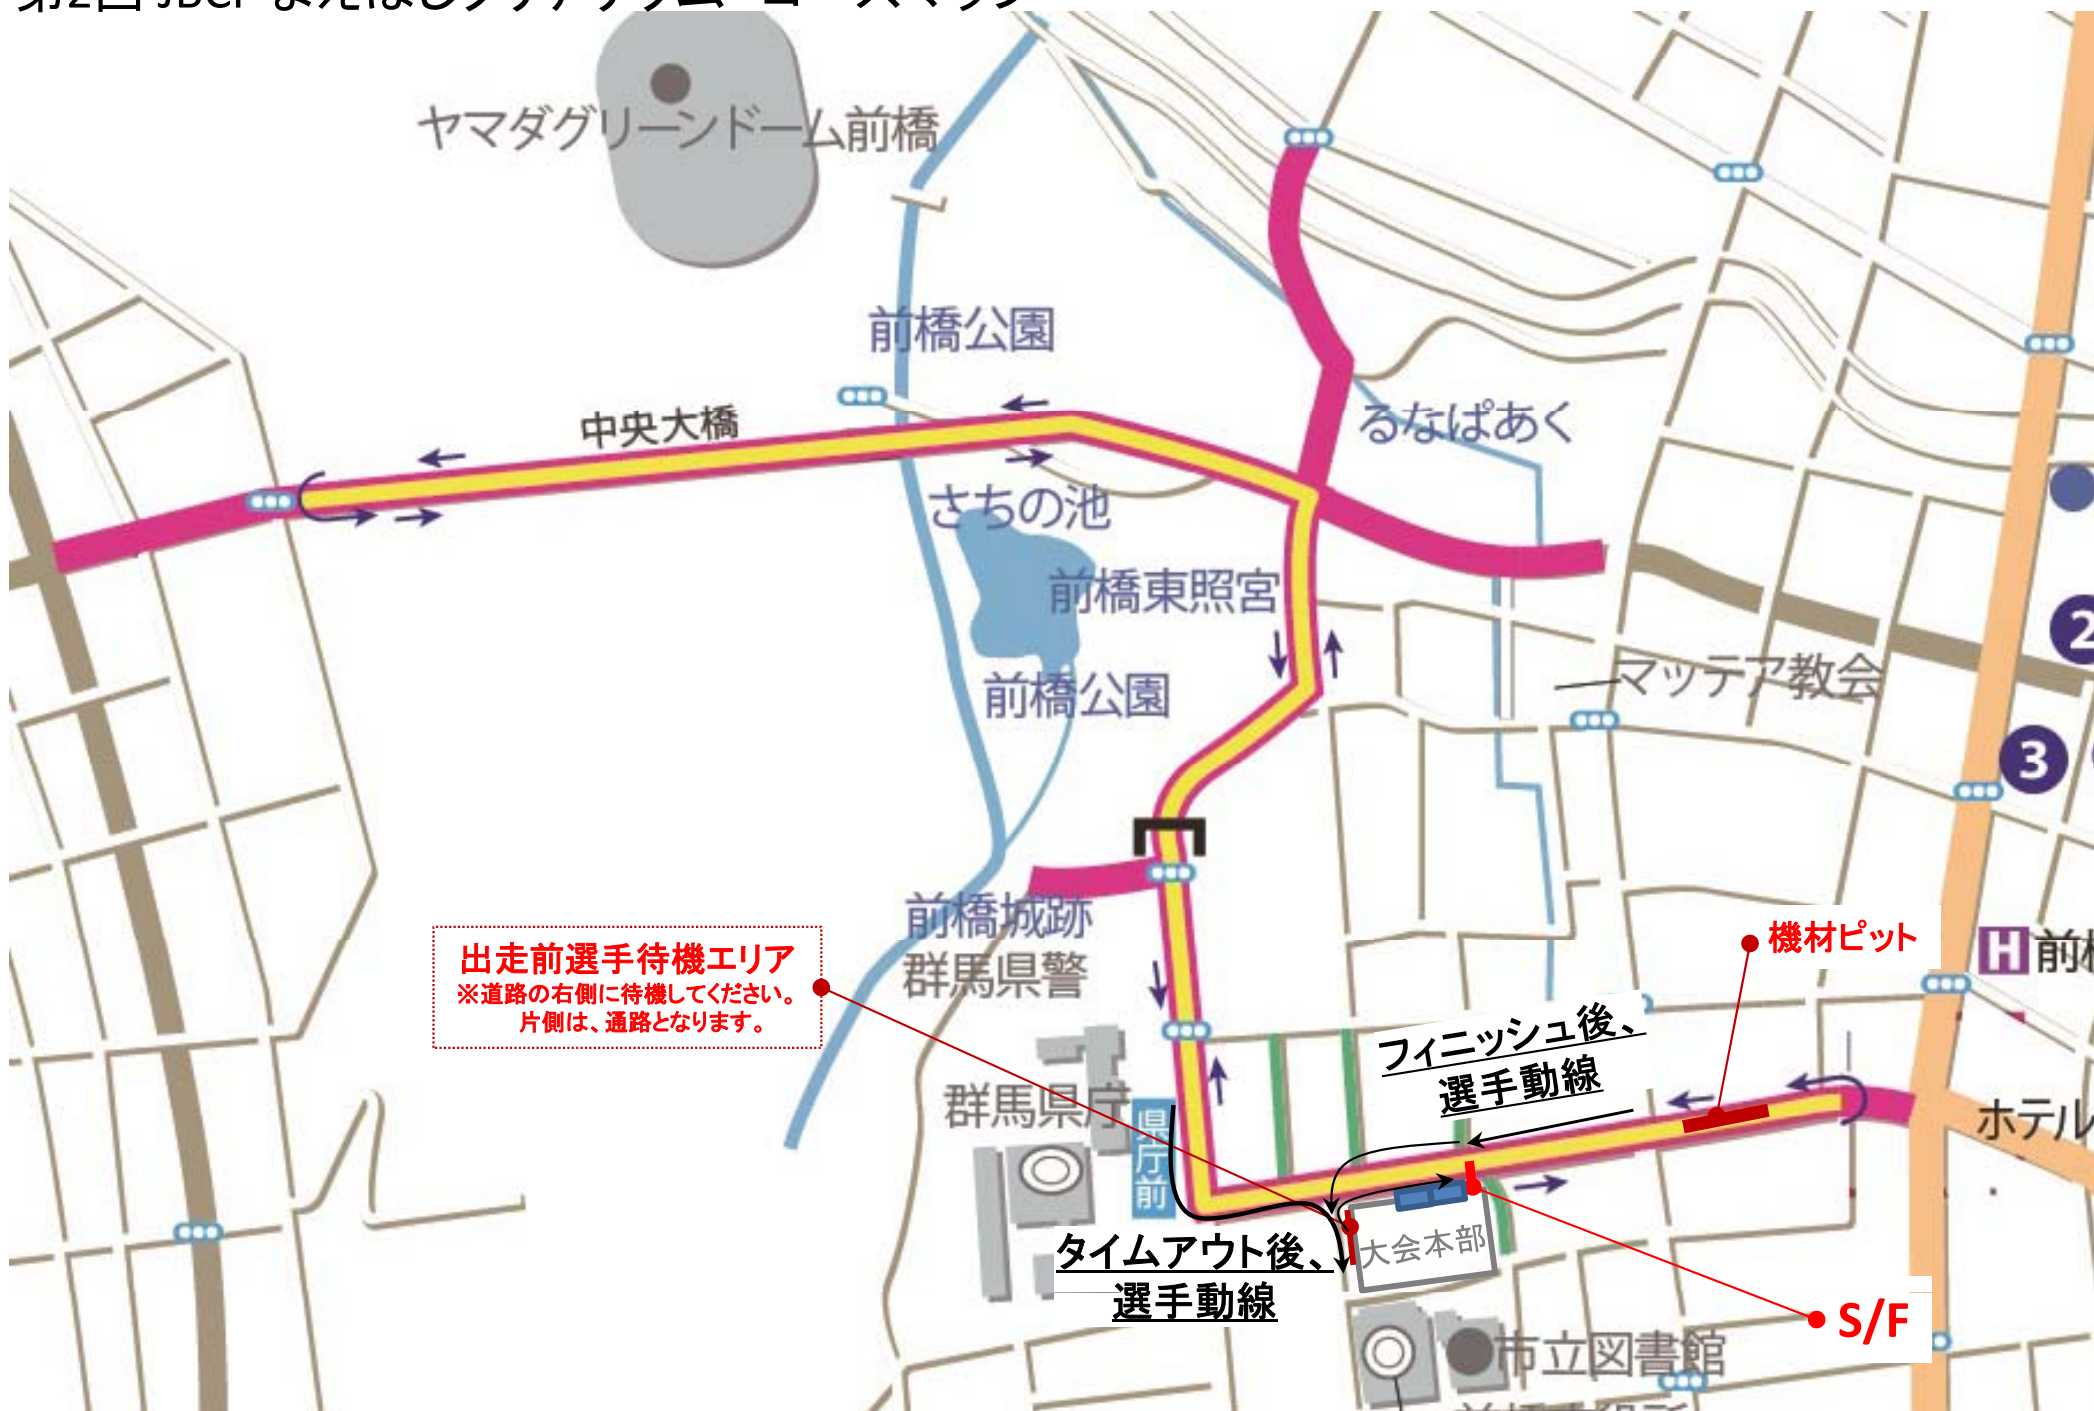 ヤマダグリーンドーム前橋
前橋公園
中央大橋
るなぱあく
さちの池
前橋東照宮
前橋公園
マッテア教会
2
3
前橋城跡
群馬県警
機材ピット
H
出走前選手待機エリア
※道路の右側に待機してください。
片側は、通路となります。
フィニッシュ後、
選手動線
群馬県庁
県庁前
ホテル
大会本部
タイムアウト後、
選手動線
S/F
市立図書館